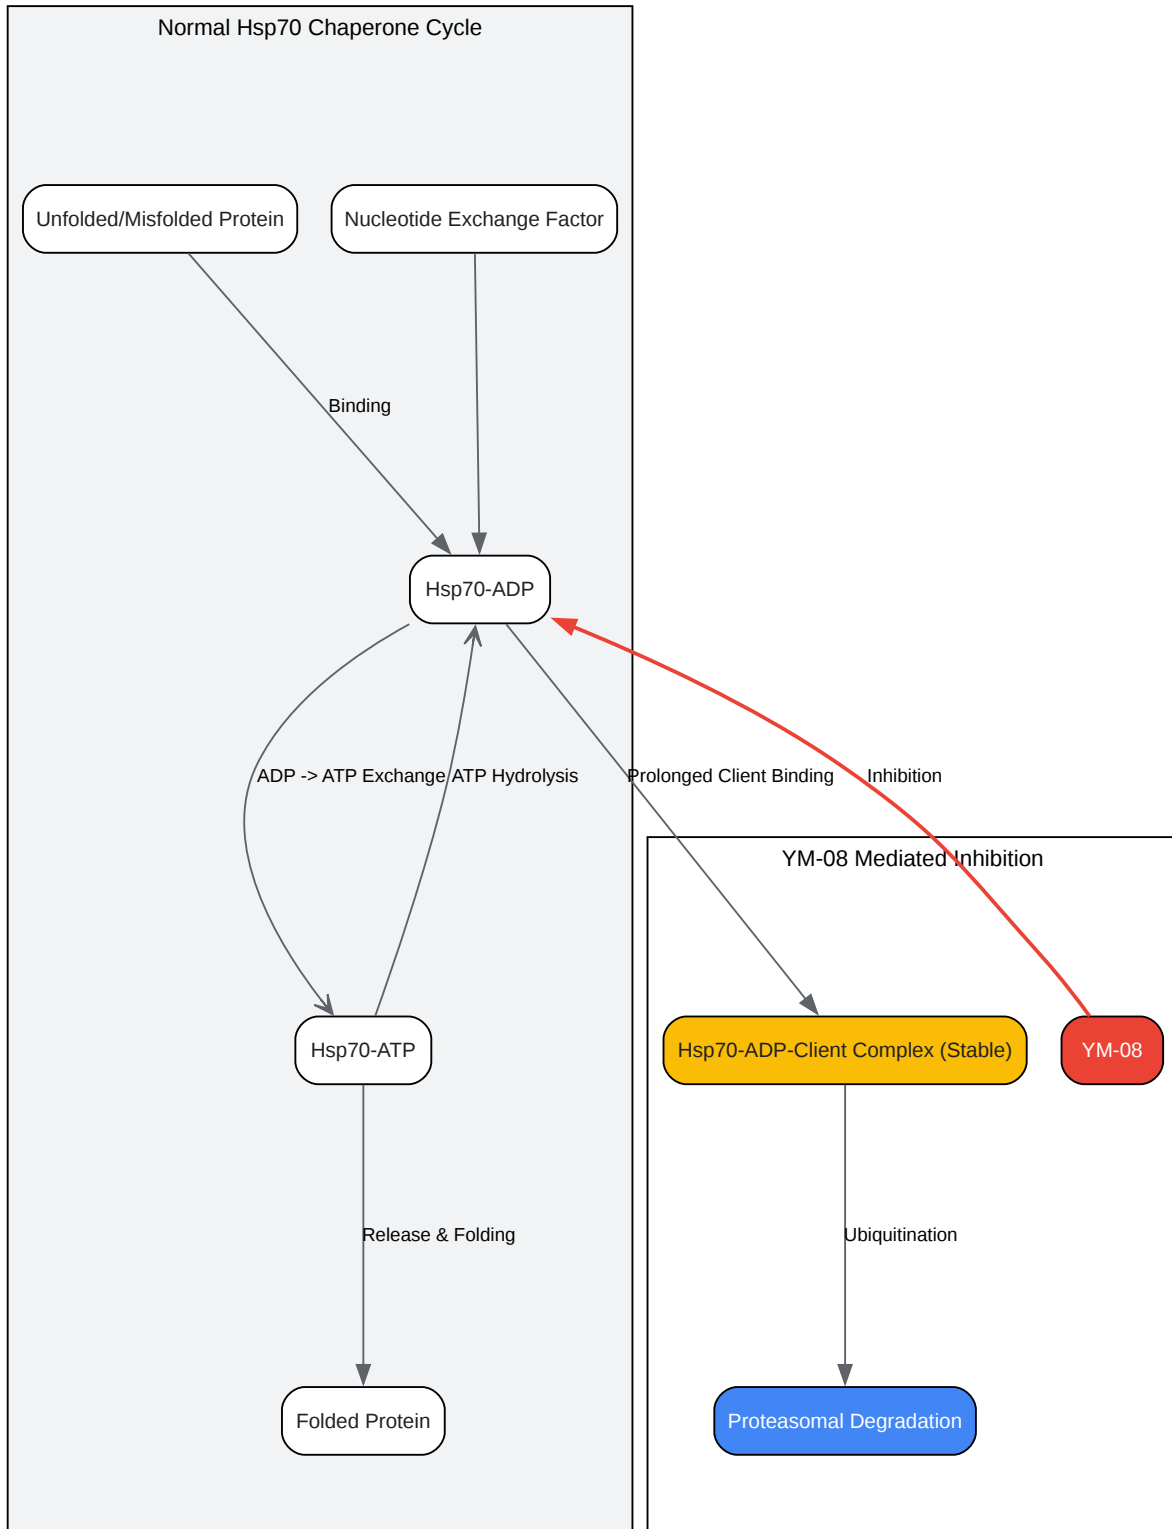 Normal Hsp70 Chaperone Cycle
Unfolded/Misfolded Protein
Nucleotide Exchange Factor
Binding
Hsp70-ADP
ADP -> ATP Exchange
ATP Hydrolysis
Prolonged Client Binding
Inhibition
YM-08 Mediated Inhibition
Hsp70-ATP
Hsp70-ADP-Client Complex (Stable)
YM-08
Release & Folding
Ubiquitination
Folded Protein
Proteasomal Degradation